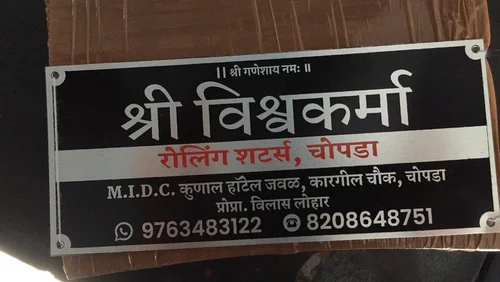 || श्री गणेशाय नमः ||
श्री विश्वकर्मा
रोलिंग शटर्स, चोपडा
M.I.D.C. कुणाल हॉटेल जवळ, कारगील चौक, चोपडा
प्रोप्रा. विलास लोहार
9763483122 8208648751